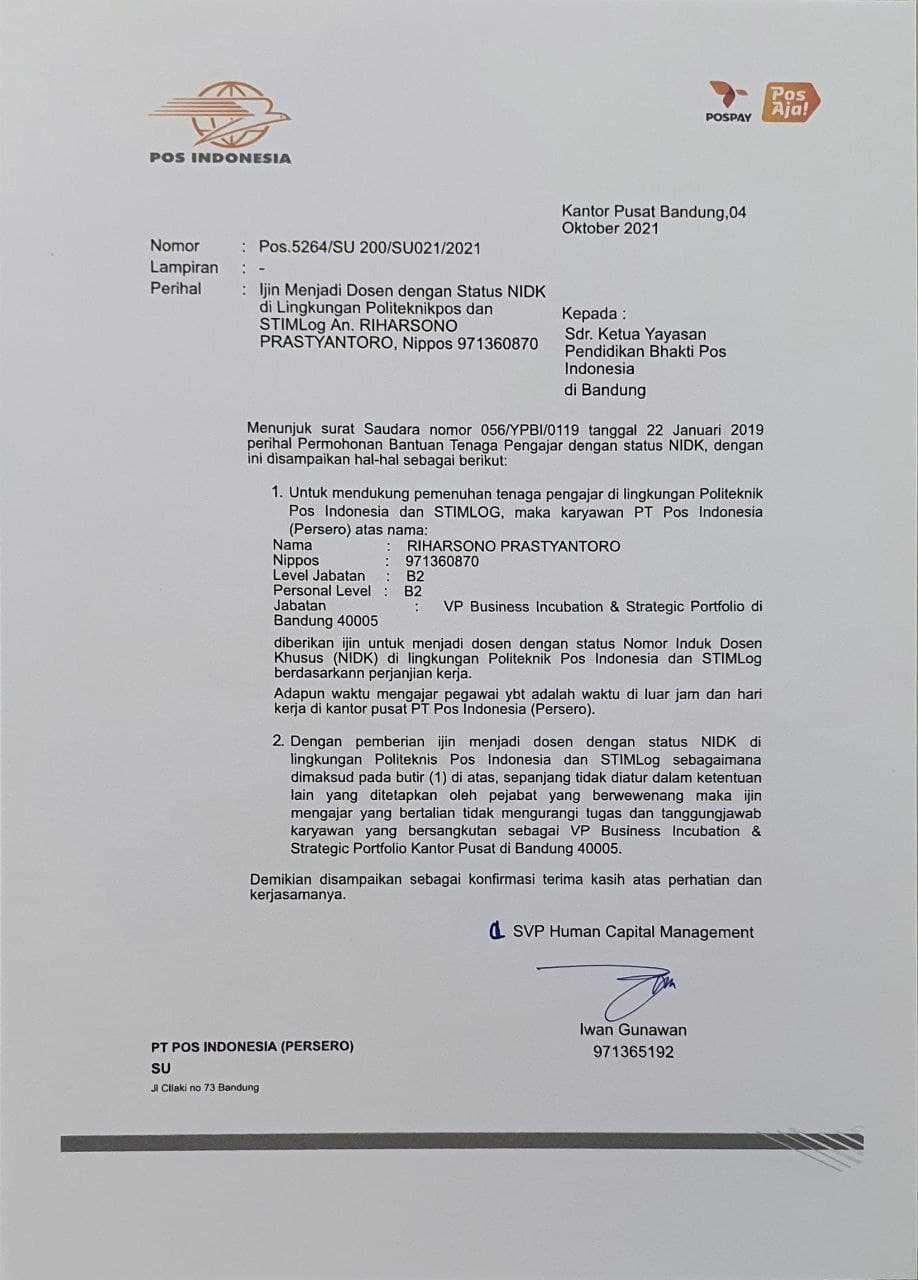 POS INDONESIA
POSPAY
Pos Aja!
Kantor Pusat Bandung,04
Oktober 2021
Nomor : Pos.5264/SU 200/SU021/2021
Lampiran : -
Perihal : Ijin Menjadi Dosen dengan Status NIDK
di Lingkungan Politeknikpos dan
STIMLog An. RIHARSONO
PRASTYANTORO, Nippos 971360870
Kepada :
Sdr. Ketua Yayasan
Pendidikan Bhakti Pos
Indonesia
di Bandung
Menunjuk surat Saudara nomor 056/YPBI/0119 tanggal 22 Januari 2019
perihal Permohonan Bantuan Tenaga Pengajar dengan status NIDK, dengan
ini disampaikan hal-hal sebagai berikut:
1. Untuk mendukung pemenuhan tenaga pengajar di lingkungan Politeknik
Pos Indonesia dan STIMLOG, maka karyawan PT Pos Indonesia
(Persero) atas nama:
Nama : RIHARSONO PRASTYANTORO
Nippos : 971360870
Level Jabatan : B2
Personal Level : B2
Jabatan : VP Business Incubation & Strategic Portfolio di
Bandung 40005
diberikan ijin untuk menjadi dosen dengan status Nomor Induk Dosen
Khusus (NIDK) di lingkungan Politeknik Pos Indonesia dan STIMLog
berdasarkann perjanjian kerja.
Adapun waktu mengajar pegawai ybt adalah waktu di luar jam dan hari
kerja di kantor pusat PT Pos Indonesia (Persero).
2. Dengan pemberian ijin menjadi dosen dengan status NIDK di
lingkungan Politeknis Pos Indonesia dan STIMLog sebagaimana
dimaksud pada butir (1) di atas, sepanjang tidak diatur dalam ketentuan
lain yang ditetapkan oleh pejabat yang berwewenang maka ijin
mengajar yang bertalian tidak mengurangi tugas dan tanggungjawab
karyawan yang bersangkutan sebagai VP Business Incubation &
Strategic Portfolio Kantor Pusat di Bandung 40005.
Demikian disampaikan sebagai konfirmasi terima kasih atas perhatian dan
kerjasamanya.
SVP Human Capital Management
Iwan Gunawan
971365192
PT POS INDONESIA (PERSERO)
SU
Jl CIlaki no 73 Bandung